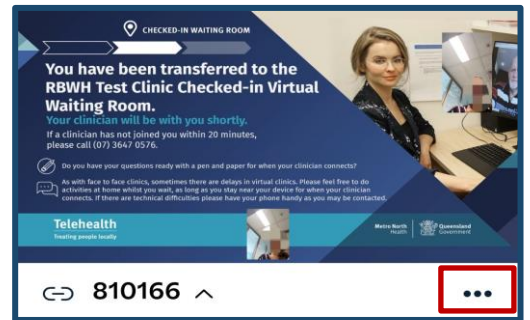 CHECKED-IN WAITING ROOM
You have been transferred to the
RBWH Test Clinic Checked-in Virtual
Waiting Room.
Your clinician will be with you shortly.
If a clinician has not joined you within 20 minutes,
please call (07) 3647 0576.
Do you have your questions ready with a pen and paper for when your clinician connects?
As with face to face clinics, sometimes there are delays in virtual clinics. Please feel free to do
activities at home whilst you wait, as long as you stay near your device for when your clinician
connects. If there are technical difficulties please have your phone handy as you may be contacted.
Telehealth
Treating people locally
Metro North
Health
Queensland
Government
810166